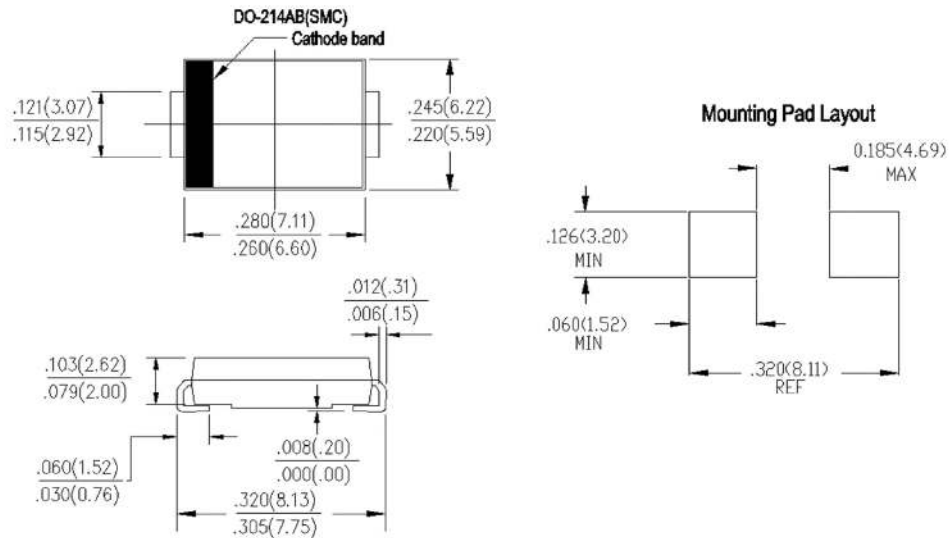 DO-214AB(SMC)
Cathode band
.121(3.07)
.115(2.92)
.245(6.22)
.220(5.59)
.280(7.11)
.260(6.60)
Mounting Pad Layout
0.185(4.69)
MAX
.126(3.20)
MIN
.060(1.52)
MIN
.320(8.11)
REF
.012(.31)
.006(.15)
.103(2.62)
.079(2.00)
.008(.20)
.000(.00)
.060(1.52)
.030(0.76)
.320(8.13)
.305(7.75)